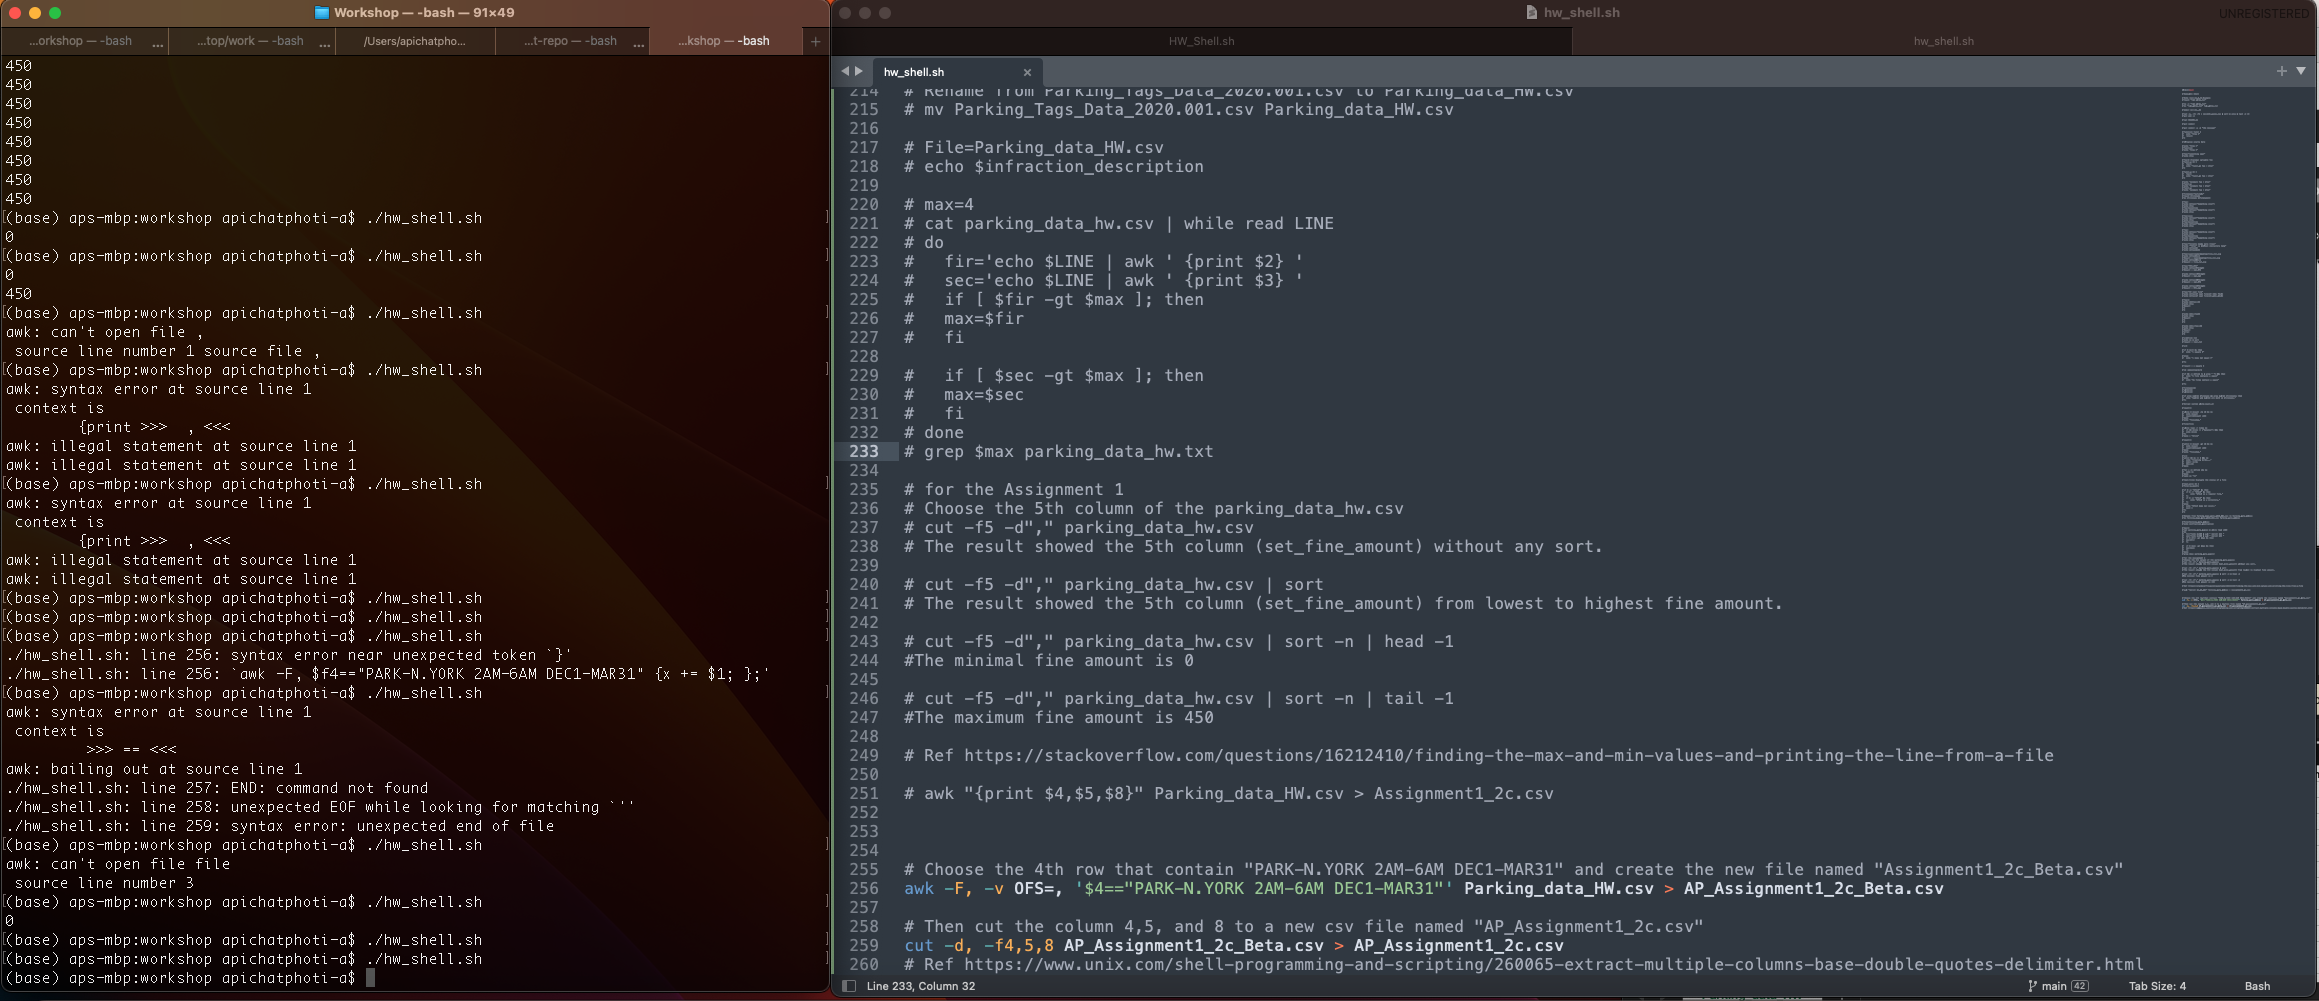 Workshop — -bash — 91×49
...orkshop — -bash ... ...top/work — -bash ... /Users/apichatpho... ...t-repo — -bash ... ...kshop — -bash +
450
450
450
450
450
450
450
450
(base) aps-mbp:workshop apichatphoti-a$ ./hw_shell.sh
0
(base) aps-mbp:workshop apichatphoti-a$ ./hw_shell.sh
0
450
(base) aps-mbp:workshop apichatphoti-a$ ./hw_shell.sh
awk: can't open file ,
source line number 1 source file ,
(base) aps-mbp:workshop apichatphoti-a$ ./hw_shell.sh
awk: syntax error at source line 1
context is
{print >>> , <<<
awk: illegal statement at source line 1
awk: illegal statement at source line 1
(base) aps-mbp:workshop apichatphoti-a$ ./hw_shell.sh
awk: syntax error at source line 1
context is
{print >>> , <<<
awk: illegal statement at source line 1
awk: illegal statement at source line 1
(base) aps-mbp:workshop apichatphoti-a$ ./hw_shell.sh
(base) aps-mbp:workshop apichatphoti-a$ ./hw_shell.sh
(base) aps-mbp:workshop apichatphoti-a$ ./hw_shell.sh
./hw_shell.sh: line 256: syntax error near unexpected token `}'
./hw_shell.sh: line 256: `awk -F, $f4=="PARK-N.YORK 2AM-6AM DEC1-MAR31" {x += $1; };'
(base) aps-mbp:workshop apichatphoti-a$ ./hw_shell.sh
awk: syntax error at source line 1
context is
>>> == <<<
awk: bailing out at source line 1
./hw_shell.sh: line 257: END: command not found
./hw_shell.sh: line 258: unexpected EOF while looking for matching `''
./hw_shell.sh: line 259: syntax error: unexpected end of file
(base) aps-mbp:workshop apichatphoti-a$ ./hw_shell.sh
awk: can't open file file
source line number 3
(base) aps-mbp:workshop apichatphoti-a$ ./hw_shell.sh
0
(base) aps-mbp:workshop apichatphoti-a$ ./hw_shell.sh
(base) aps-mbp:workshop apichatphoti-a$ ./hw_shell.sh
(base) aps-mbp:workshop apichatphoti-a$
hw_shell.sh UNREGISTERED
HW_Shell.sh hw_shell.sh
hw_shell.sh ×
214 # Rename from Parking_Tags_Data_2020.001.csv to Parking_data_HW.csv
215 # mv Parking_Tags_Data_2020.001.csv Parking_data_HW.csv
216
217 # File=Parking_data_HW.csv
218 # echo $infraction_description
219
220 # max=4
221 # cat parking_data_hw.csv | while read LINE
222 # do
223 # fir='echo $LINE | awk ' {print $2} '
224 # sec='echo $LINE | awk ' {print $3} '
225 # if [ $fir -gt $max ]; then
226 # max=$fir
227 # fi
228
229 # if [ $sec -gt $max ]; then
230 # max=$sec
231 # fi
232 # done
233 # grep $max parking_data_hw.txt
234
235 # for the Assignment 1
236 # Choose the 5th column of the parking_data_hw.csv
237 # cut -f5 -d"," parking_data_hw.csv
238 # The result showed the 5th column (set_fine_amount) without any sort.
239
240 # cut -f5 -d"," parking_data_hw.csv | sort
241 # The result showed the 5th column (set_fine_amount) from lowest to highest fine amount.
242
243 # cut -f5 -d"," parking_data_hw.csv | sort -n | head -1
244 #The minimal fine amount is 0
245
246 # cut -f5 -d"," parking_data_hw.csv | sort -n | tail -1
247 #The maximum fine amount is 450
248
249 # Ref https://stackoverflow.com/questions/16212410/finding-the-max-and-min-values-and-printing-the-line-from-a-file
250
251 # awk "{print $4,$5,$8}" Parking_data_HW.csv > Assignment1_2c.csv
252
253
254
255 # Choose the 4th row that contain "PARK-N.YORK 2AM-6AM DEC1-MAR31" and create the new file named "Assignment1_2c_Beta.csv"
256 awk -F, -v OFS=, '$4=="PARK-N.YORK 2AM-6AM DEC1-MAR31"' Parking_data_HW.csv > AP_Assignment1_2c_Beta.csv
257
258 # Then cut the column 4,5, and 8 to a new csv file named "AP_Assignment1_2c.csv"
259 cut -d, -f4,5,8 AP_Assignment1_2c_Beta.csv > AP_Assignment1_2c.csv
260 # Ref https://www.unix.com/shell-programming-and-scripting/260065-extract-multiple-columns-base-double-quotes-delimiter.html
Line 233, Column 32 main 42 Tab Size: 4 Bash